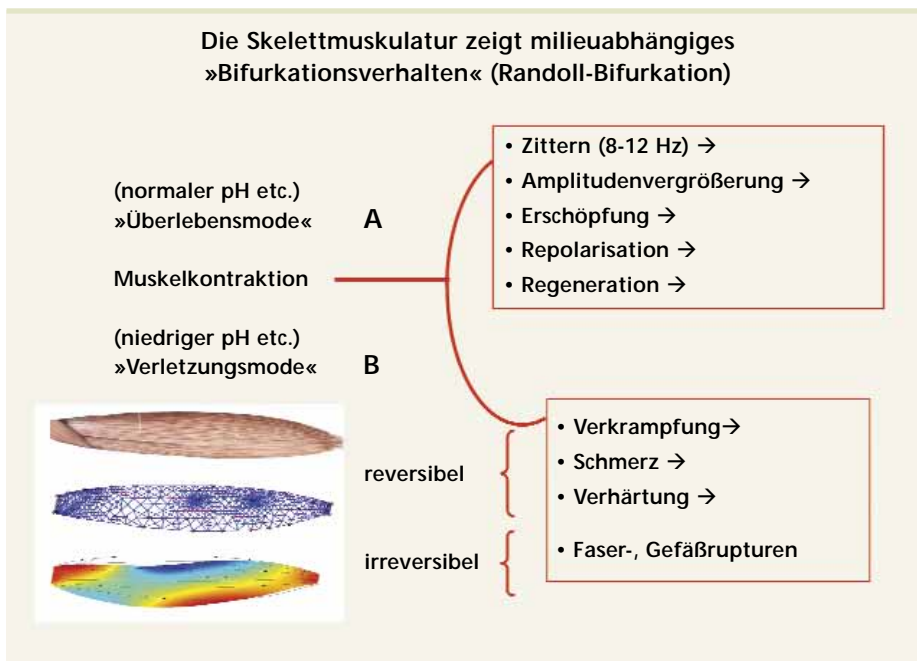 Die Skelettmuskulatur zeigt milieuabhängiges
»Bifurkationsverhalten« (Randoll-Bifurkation)
(normaler pH etc.)
»Überlebensmode« A
Muskelkontraktion
(niedriger pH etc.)
»Verletzungsmode« B
• Zittern (8-12 Hz) →
• Amplitudenvergrößerung →
• Erschöpfung →
• Repolarisation →
• Regeneration →
reversibel
• Verkrampfung→
• Schmerz →
• Verhärtung →
irreversibel
• Faser-, Gefäßrupturen